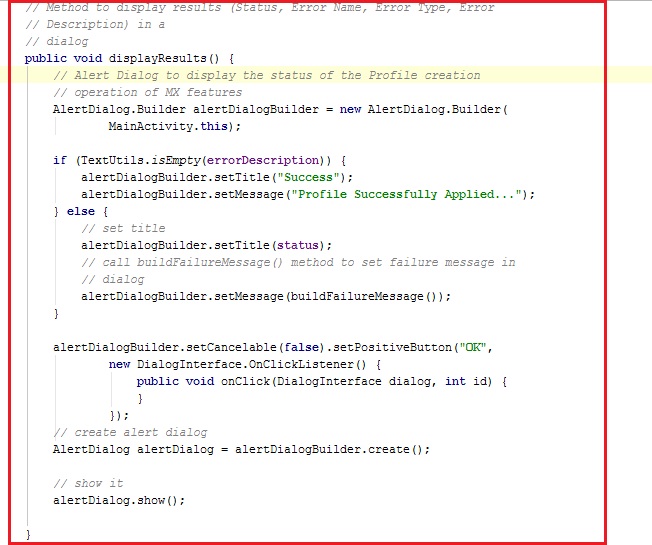 // Method to display results (Status, Error Name, Error Type, Error
// Description) in a
// dialog
public void displayResults() {
// Alert Dialog to display the status of the Profile creation
// operation of MX features
AlertDialog.Builder alertDialogBuilder = new AlertDialog.Builder(
MainActivity.this);
if (TextUtils.isEmpty(errorDescription)) {
alertDialogBuilder.setTitle("Success");
alertDialogBuilder.setMessage("Profile Successfully Applied...");
} else {
// set title
alertDialogBuilder.setTitle(status);
// call buildFailureMessage() method to set failure message in
// dialog
alertDialogBuilder.setMessage(buildFailureMessage());
}
alertDialogBuilder.setCancelable(false).setPositiveButton("OK",
new DialogInterface.OnClickListener() {
public void onClick(DialogInterface dialog, int id) {
}
});
// create alert dialog
AlertDialog alertDialog = alertDialogBuilder.create();
// show it
alertDialog.show();
}